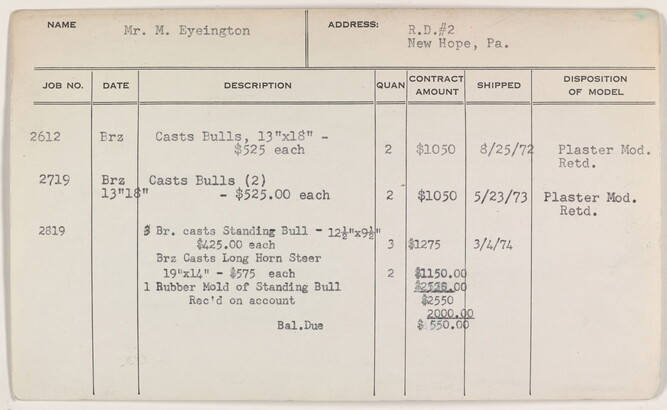 NAME Mr. M. Eyeington ADDRESS: R.D.#2
New Hope, Pa.
JOB NO. DATE DESCRIPTION QUAN CONTRACT AMOUNT SHIPPED DISPOSITION OF MODEL
2612 Brz Casts Bulls, 13"x18" -
$525 each 2 $1050 8/25/72 Plaster Mod.
Retd.
2719 Brz Casts Bulls (2)
13"18" - $525.00 each 2 $1050 5/23/73 Plaster Mod.
Retd.
2819 3 Br. casts Standing Bull - 12½"x9½"
$425.00 each 3 $1275 3/4/74
Brz Casts Long Horn Steer
19"x14" - $575 each 2 $1150.00
1 Rubber Mold of Standing Bull
Rec'd on account $2550
2000.00
Bal.Due $550.00